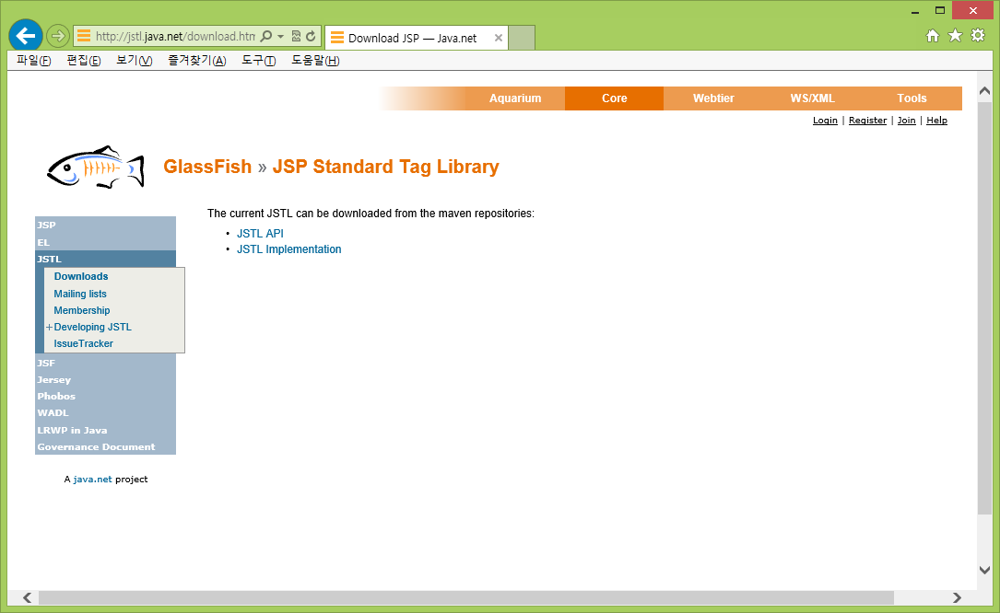 http://jstl.java.net/download.htm
Download JSP — Java.net
파일(F) 편집(E) 보기(V) 즐겨찾기(A) 도구(T) 도움말(H)
Aquarium Core Webtier WS/XML Tools
Login | Register | Join | Help
GlassFish » JSP Standard Tag Library
The current JSTL can be downloaded from the maven repositories:
• JSTL API
• JSTL Implementation
JSP
EL
JSTL
Downloads
Mailing lists
Membership
+Developing JSTL
IssueTracker
JSF
Jersey
Phobos
WADL
LRWP in Java
Governance Document
A java.net project